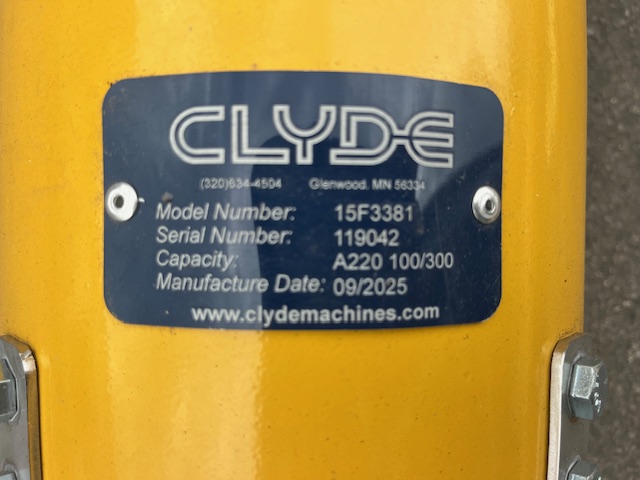 CLYDE
(320)634-4504 Glenwood, MN 56334
Model Number: 15F3381
Serial Number: 119042
Capacity: A220 100/300
Manufacture Date: 09/2025
www.clydemachines.com